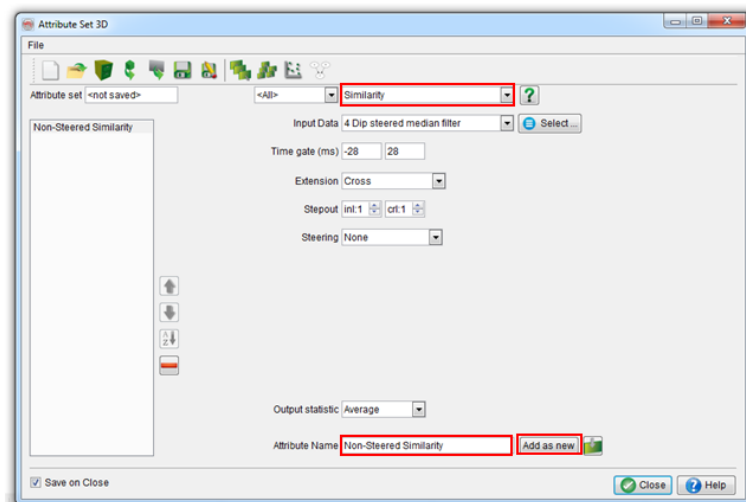 Attribute Set 3D
File
Attribute set <not saved> <All> Similarity ?
Non-Steered Similarity
Input Data 4 Dip steered median filter Select ...
Time gate (ms) -28 28
Extension Cross
Stepout inl:1 crl:1
Steering None
A
Z
Output statistic Average
Attribute Name Non-Steered Similarity Add as new
Save on Close Close ? Help